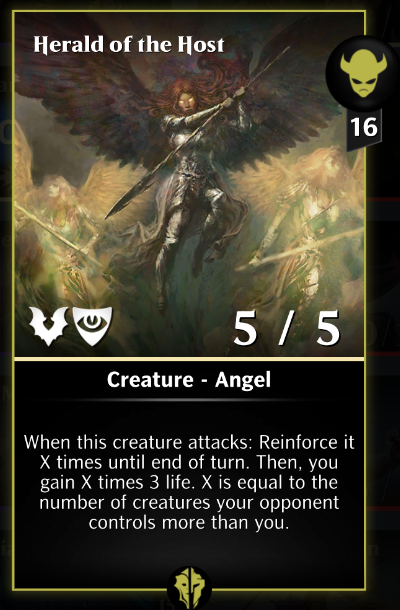 Herald of the Host
16
5 / 5
Creature - Angel
When this creature attacks: Reinforce it
X times until end of turn. Then, you
gain X times 3 life. X is equal to the
number of creatures your opponent
controls more than you.